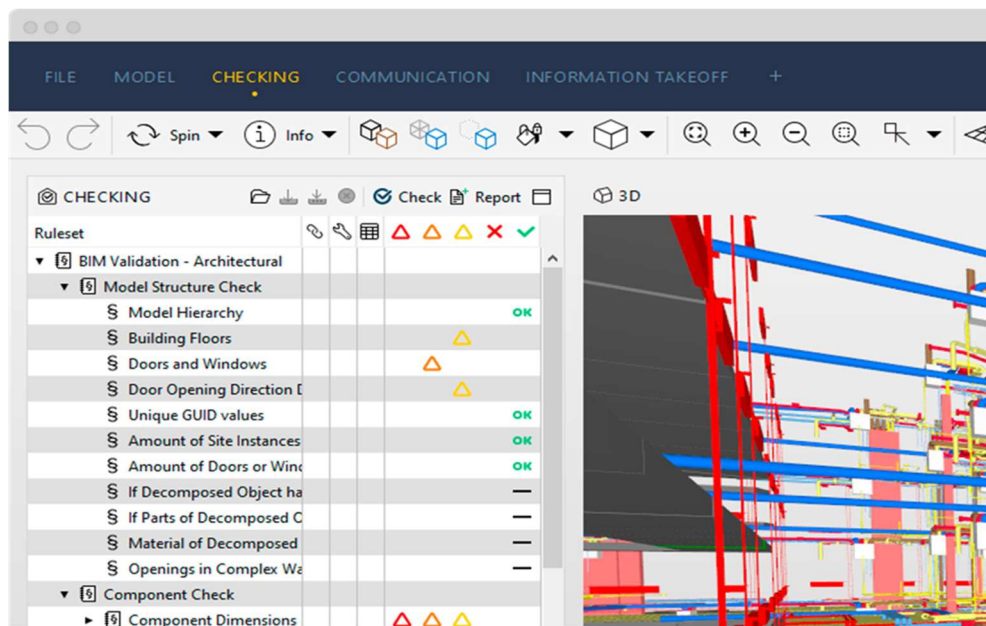 FILE MODEL CHECKING COMMUNICATION INFORMATION TAKEOFF +
Spin Info
CHECKING Check Report 3D
Ruleset
§ BIM Validation - Architectural
§ Model Structure Check
§ Model Hierarchy OK
§ Building Floors
§ Doors and Windows
§ Door Opening Direction D
§ Unique GUID values OK
§ Amount of Site Instances OK
§ Amount of Doors or Wind OK
§ If Decomposed Object ha —
§ If Parts of Decomposed O —
§ Material of Decomposed —
§ Openings in Complex Wa —
§ Component Check
§ Component Dimensions